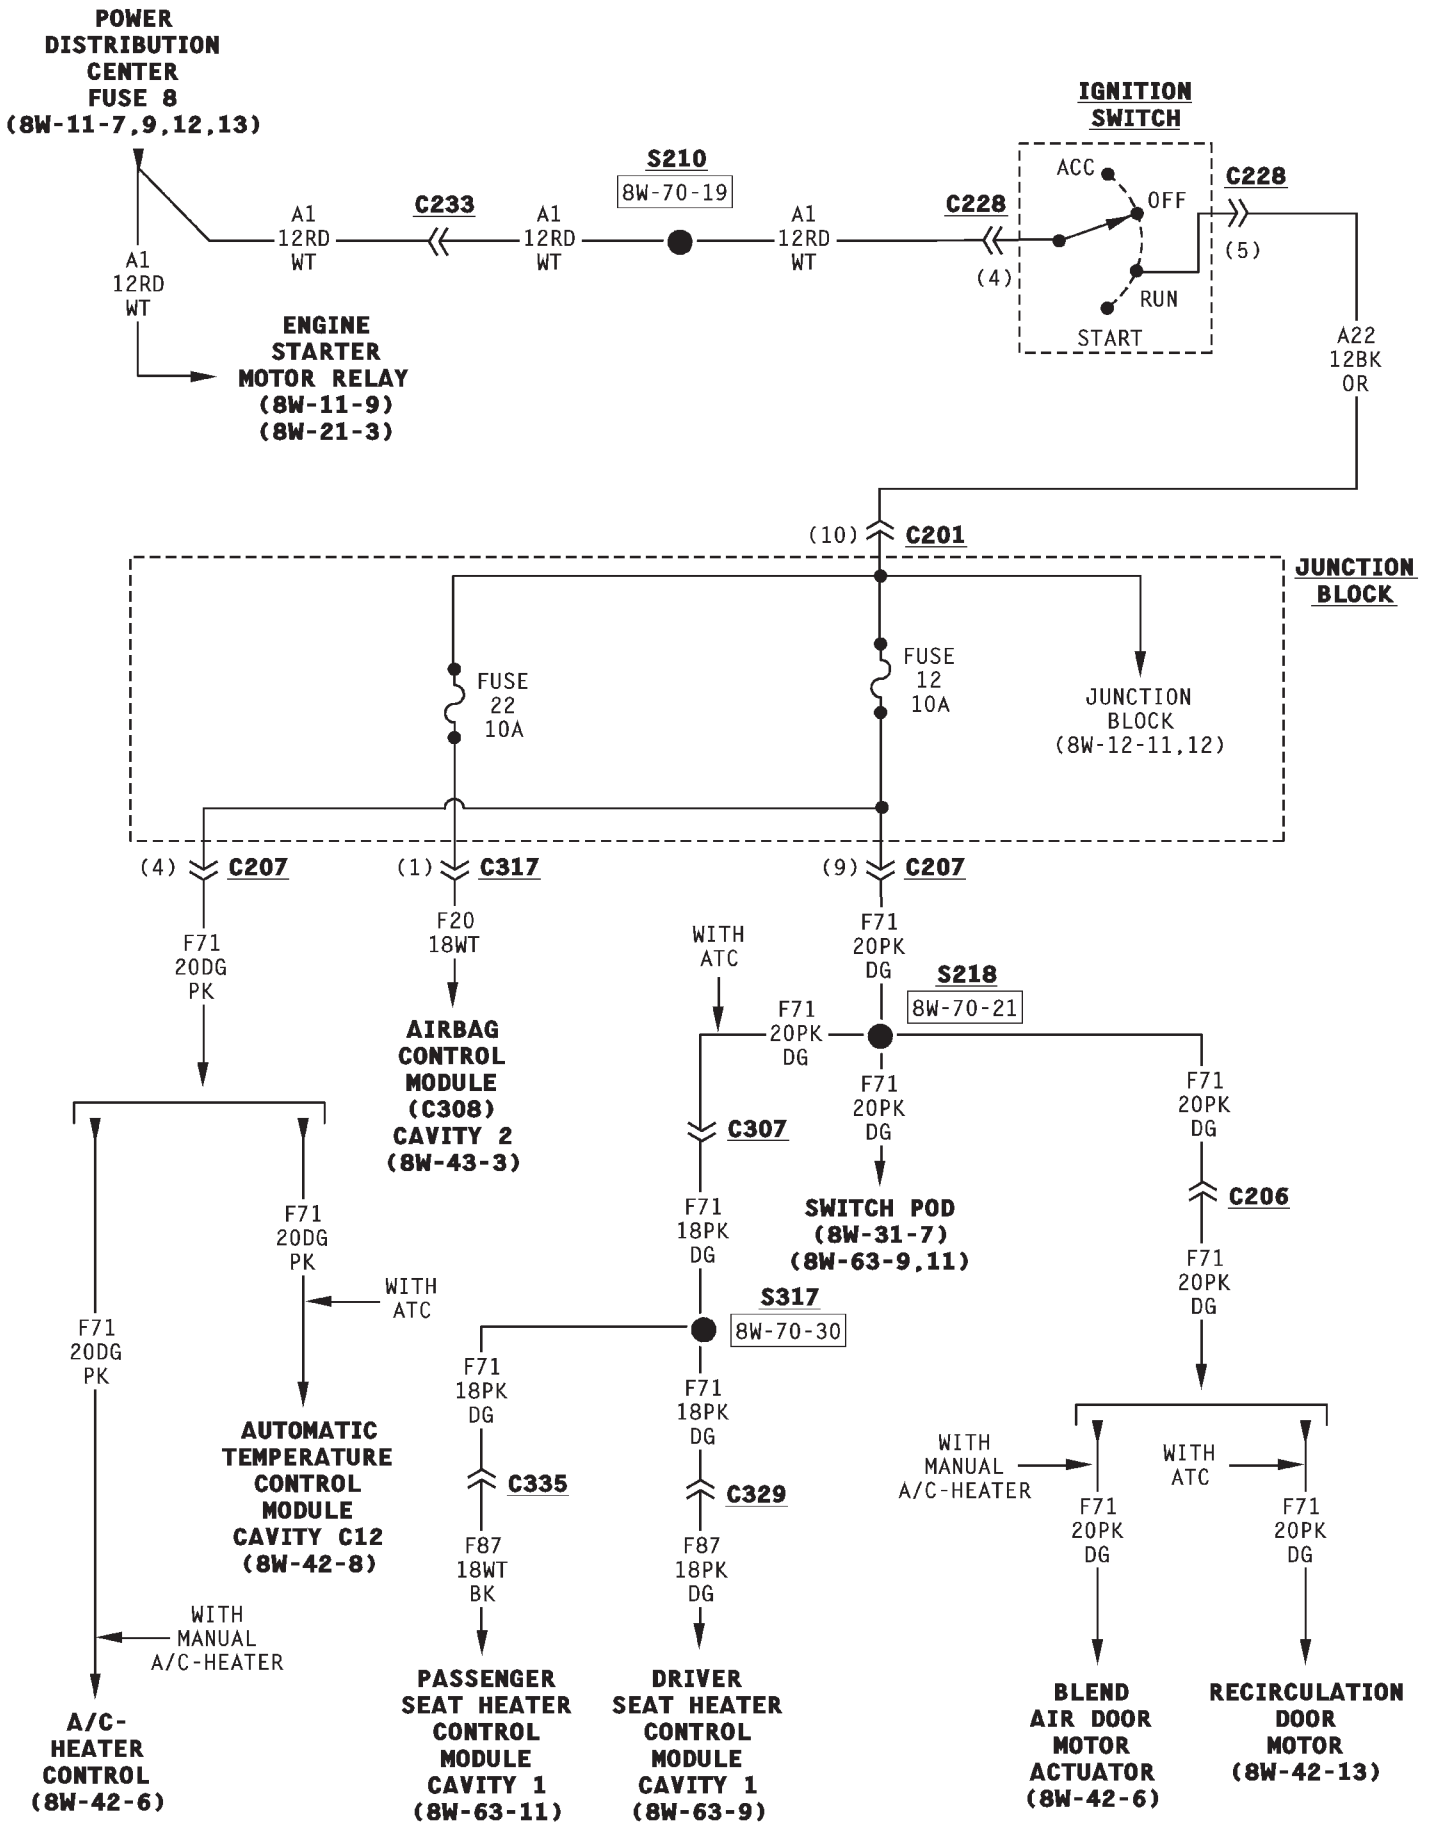 POWER
DISTRIBUTION
CENTER
FUSE 8
(8W-11-7,9,12,13)
A1
12RD
WT
A1
12RD
WT
C233
A1
12RD
WT
S210
8W-70-19
A1
12RD
WT
C228
(4)
IGNITION
SWITCH
ACC
OFF
RUN
START
C228
(5)
A22
12BK
OR
ENGINE
STARTER
MOTOR RELAY
(8W-11-9)
(8W-21-3)
(10)
C201
JUNCTION
BLOCK
FUSE
22
10A
FUSE
12
10A
JUNCTION
BLOCK
(8W-12-11,12)
(4)
C207
(1)
C317
(9)
C207
F71
20DG
PK
F20
18WT
AIRBAG
CONTROL
MODULE
(C308)
CAVITY 2
(8W-43-3)
WITH
ATC
F71
20PK
DG
S218
8W-70-21
F71
20PK
DG
F71
20PK
DG
F71
20PK
DG
C307
SWITCH POD
(8W-31-7)
(8W-63-9,11)
C206
F71
18PK
DG
F71
20PK
DG
F71
20DG
PK
WITH
ATC
F71
20DG
PK
S317
8W-70-30
F71
18PK
DG
F71
18PK
DG
AUTOMATIC
TEMPERATURE
CONTROL
MODULE
CAVITY C12
(8W-42-8)
C335
C329
WITH
MANUAL
A/C-HEATER
WITH
ATC
F71
20PK
DG
F71
20PK
DG
F87
18WT
BK
F87
18PK
DG
WITH
MANUAL
A/C-HEATER
A/C-
HEATER
CONTROL
(8W-42-6)
PASSENGER
SEAT HEATER
CONTROL
MODULE
CAVITY 1
(8W-63-11)
DRIVER
SEAT HEATER
CONTROL
MODULE
CAVITY 1
(8W-63-9)
BLEND
AIR DOOR
MOTOR
ACTUATOR
(8W-42-6)
RECIRCULATION
DOOR
MOTOR
(8W-42-13)